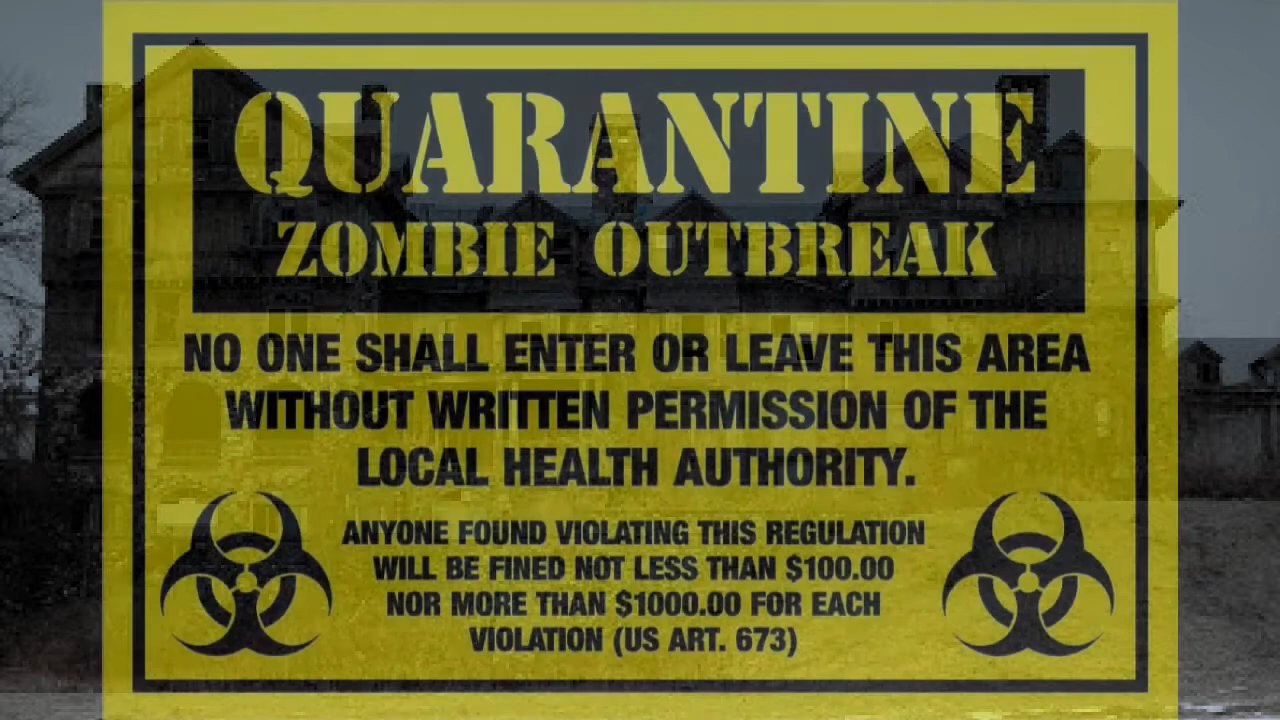 QUARANTINE
ZOMBIE OUTBREAK
NO ONE SHALL ENTER OR LEAVE THIS AREA
WITHOUT WRITTEN PERMISSION OF THE
LOCAL HEALTH AUTHORITY.
ANYONE FOUND VIOLATING THIS REGULATION
WILL BE FINED NOT LESS THAN $100.00
NOR MORE THAN $1000.00 FOR EACH
VIOLATION (US ART. 673)